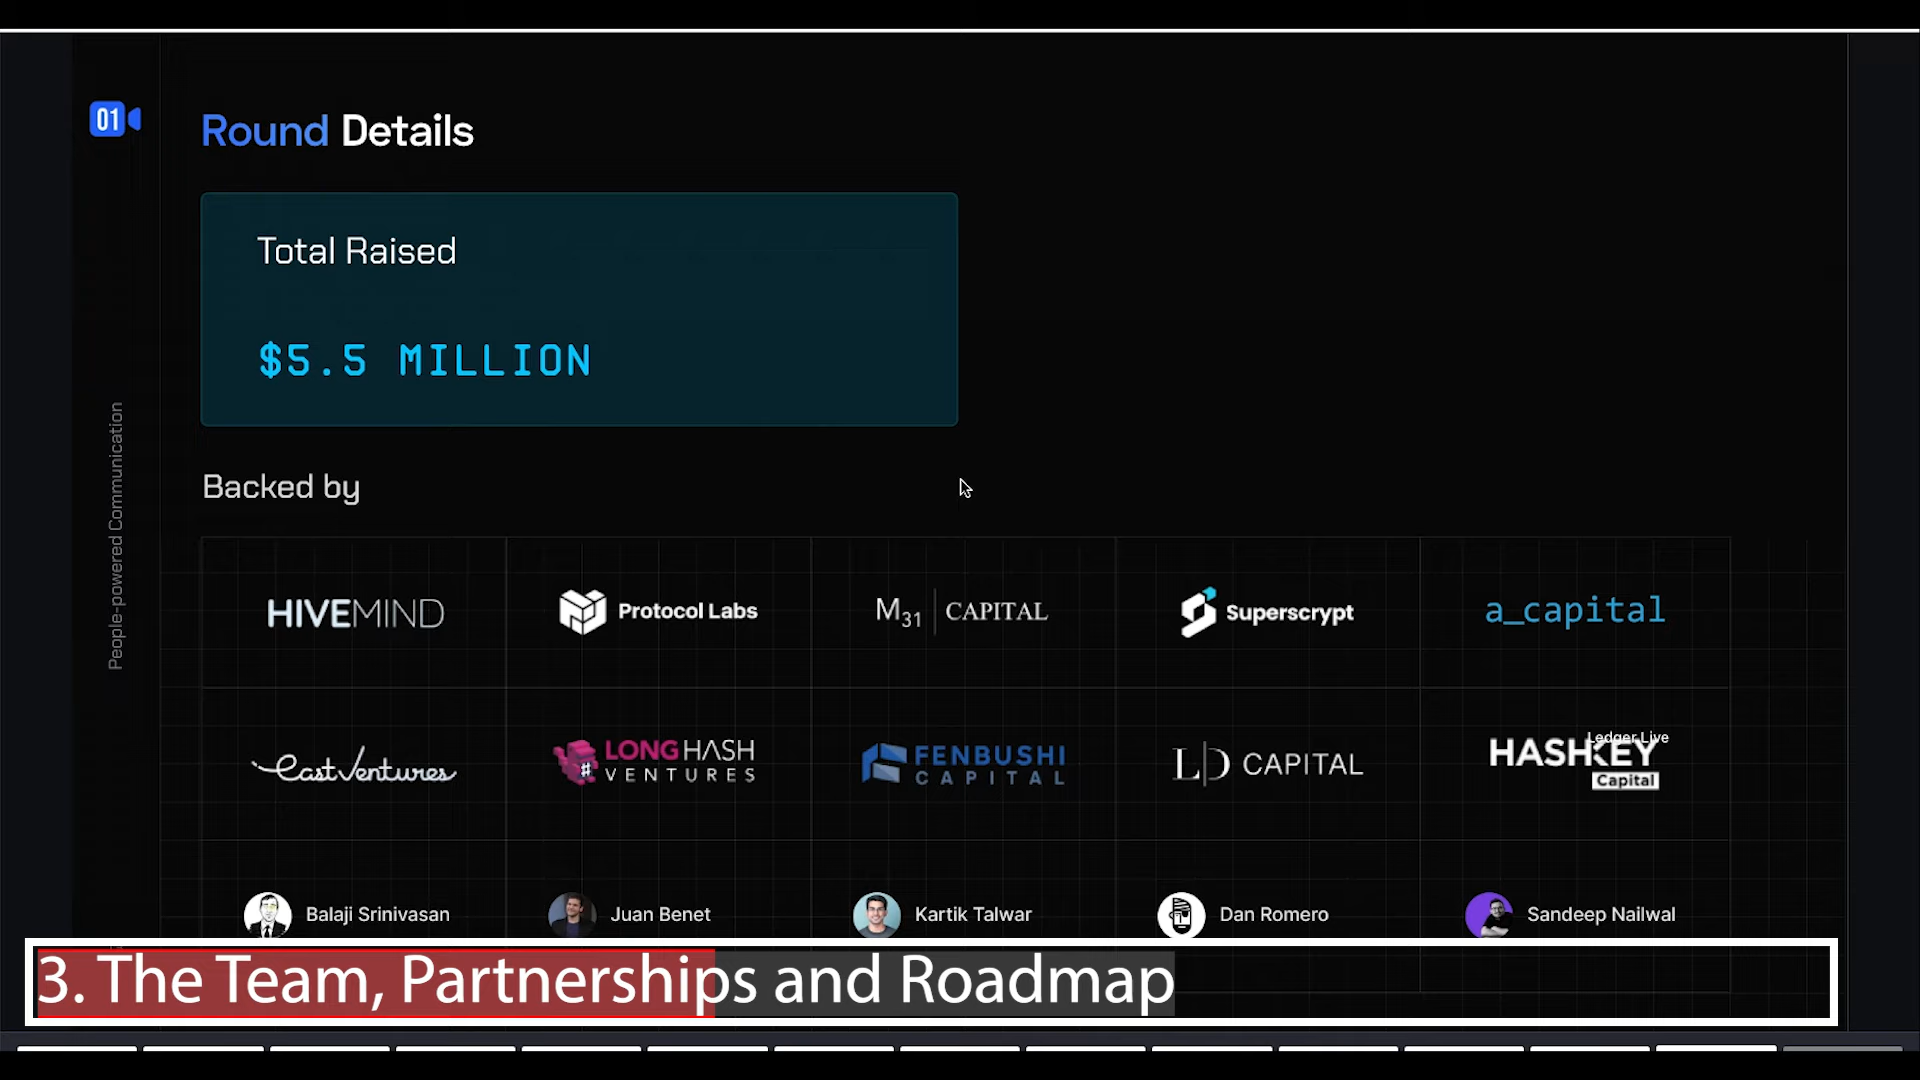 01
Round Details
Total Raised
$5.5 MILLION
People-powered Communication
Backed by
HIVEMIND
Protocol Labs
M31 CAPITAL
Superscrypt
a_capital
East Ventures
LONGHASH
VENTURES
FENBUSHI
CAPITAL
LD CAPITAL
Ledger Live
HASHKEY
Capital
Balaji Srinivasan
Juan Benet
Kartik Talwar
Dan Romero
Sandeep Nailwal
3. The Team, Partnerships and Roadmap